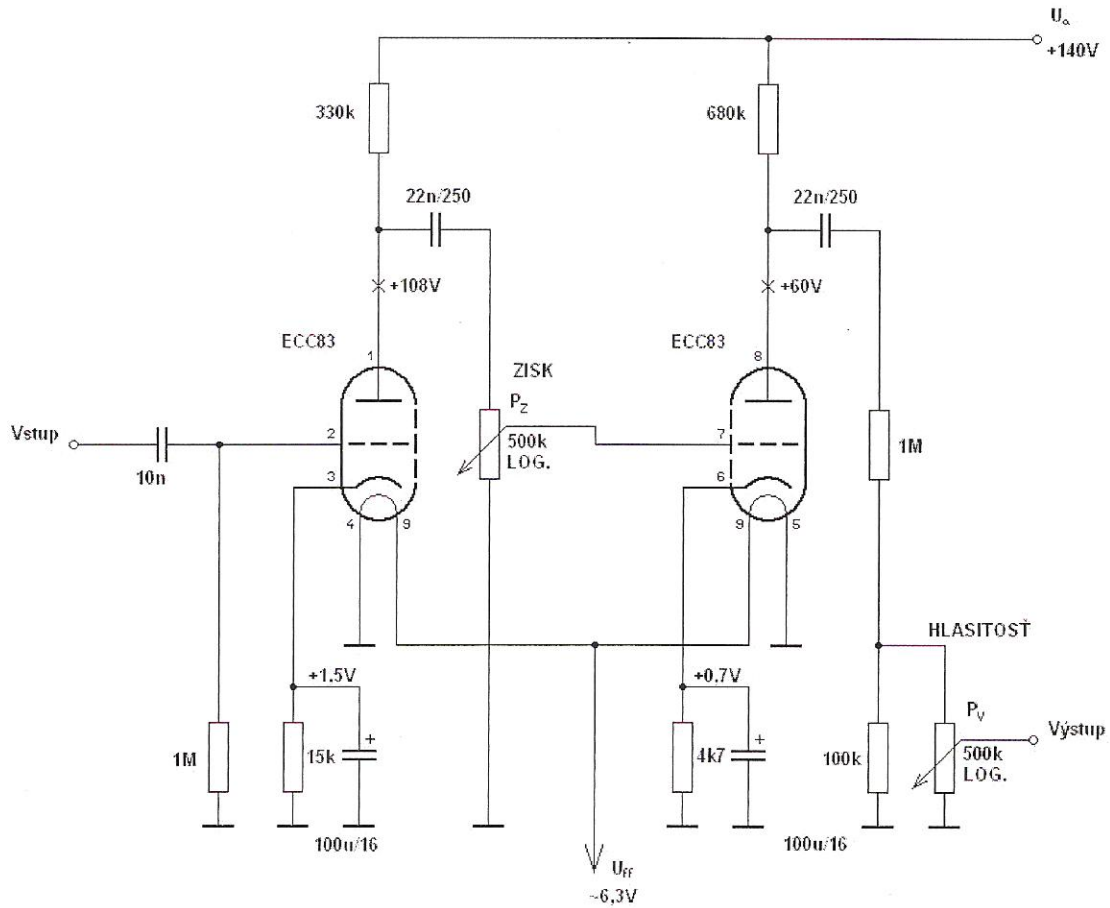 Ua
+140V
330k
680k
22n/250
22n/250
+108V
+60V
ECC83
ECC83
1
8
ZISK
PZ
500k
LOG.
Vstup
10n
2
3
4
9
7
6
9
5
1M
HLASITOSŤ
+1.5V
+0.7V
PV
500k
LOG.
Výstup
1M
15k
+
4k7
+
100k
100u/16
100u/16
Uff
~6,3V